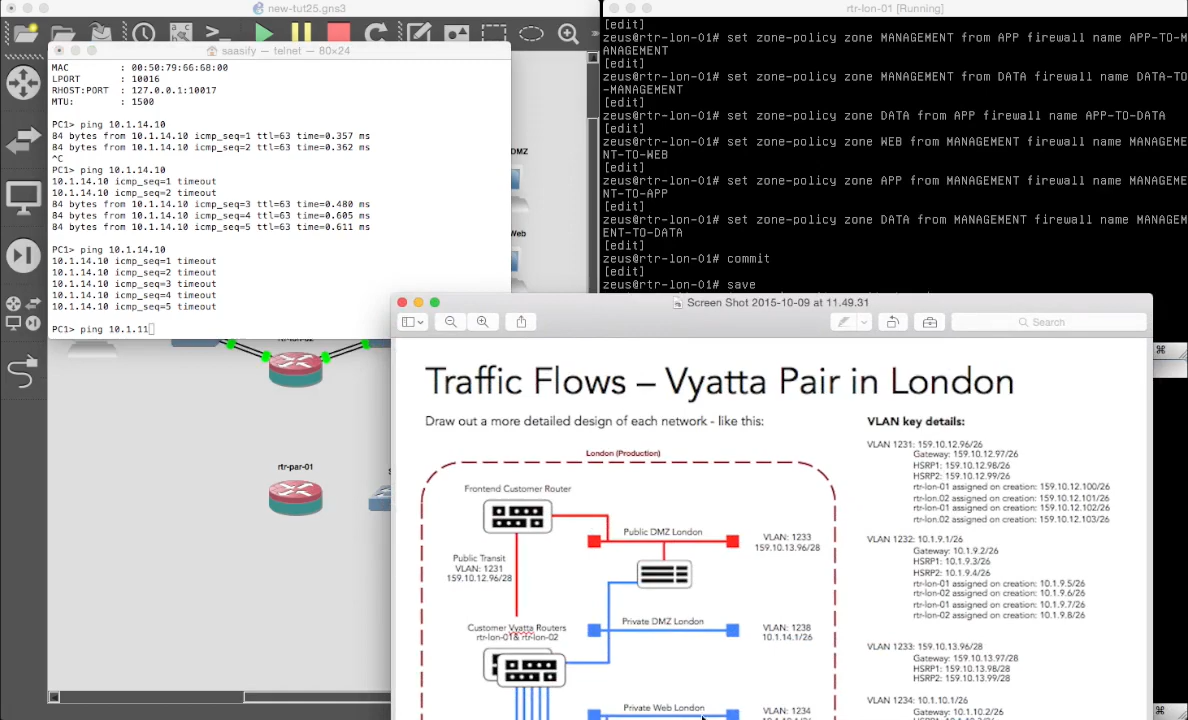 new-tut25.gns3
saasify — telnet — 80×24
MAC : 00:50:79:66:68:00
LPORT : 10016
RHOST:PORT : 127.0.0.1:10017
MTU: : 1500
PC1> ping 10.1.14.10
84 bytes from 10.1.14.10 icmp_seq=1 ttl=63 time=0.357 ms
84 bytes from 10.1.14.10 icmp_seq=2 ttl=63 time=0.362 ms
^C
PC1> ping 10.1.14.10
10.1.14.10 icmp_seq=1 timeout
10.1.14.10 icmp_seq=2 timeout
84 bytes from 10.1.14.10 icmp_seq=3 ttl=63 time=0.480 ms
84 bytes from 10.1.14.10 icmp_seq=4 ttl=63 time=0.605 ms
84 bytes from 10.1.14.10 icmp_seq=5 ttl=63 time=0.611 ms
PC1> ping 10.1.14.10
10.1.14.10 icmp_seq=1 timeout
10.1.14.10 icmp_seq=2 timeout
10.1.14.10 icmp_seq=3 timeout
10.1.14.10 icmp_seq=4 timeout
10.1.14.10 icmp_seq=5 timeout
PC1> ping 10.1.11
DMZ
Web
rtr-par-01
rtr-lon-01 [Running]
[edit]
zeus@rtr-lon-01# set zone-policy zone MANAGEMENT from APP firewall name APP-TO-M
ANAGEMENT
[edit]
zeus@rtr-lon-01# set zone-policy zone MANAGEMENT from DATA firewall name DATA-TO
-MANAGEMENT
[edit]
zeus@rtr-lon-01# set zone-policy zone DATA from APP firewall name APP-TO-DATA
[edit]
zeus@rtr-lon-01# set zone-policy zone WEB from MANAGEMENT firewall name MANAGEME
NT-TO-WEB
[edit]
zeus@rtr-lon-01# set zone-policy zone APP from MANAGEMENT firewall name MANAGEME
NT-TO-APP
[edit]
zeus@rtr-lon-01# set zone-policy zone DATA from MANAGEMENT firewall name MANAGEM
ENT-TO-DATA
[edit]
zeus@rtr-lon-01# commit
[edit]
zeus@rtr-lon-01# save
Screen Shot 2015-10-09 at 11.49.31
Search
Traffic Flows – Vyatta Pair in London
Draw out a more detailed design of each network - like this:
London (Production)
Frontend Customer Router
Public DMZ London
VLAN: 1233
159.10.13.96/28
Public Transit
VLAN: 1231
159.10.12.96/28
Customer Vyatta Routers
rtr-lon-01& rtr-lon-02
Private DMZ London
VLAN: 1238
10.1.14.1/26
Private Web London
VLAN: 1234
VLAN key details:
VLAN 1231: 159.10.12.96/26
Gateway: 159.10.12.97/26
HSRP1: 159.10.12.98/26
HSRP2: 159.10.12.99/26
rtr-lon-01 assigned on creation: 159.10.12.100/26
rtr-lon.02 assigned on creation: 159.10.12.101/26
rtr-lon-01 assigned on creation: 159.10.12.102/26
rtr-lon.02 assigned on creation: 159.10.12.103/26
VLAN 1232: 10.1.9.1/26
Gateway: 10.1.9.2/26
HSRP1: 10.1.9.3/26
HSRP2: 10.1.9.4/26
rtr-lon-01 assigned on creation: 10.1.9.5/26
rtr-lon-02 assigned on creation: 10.1.9.6/26
rtr-lon-01 assigned on creation: 10.1.9.7/26
rtr-lon-02 assigned on creation: 10.1.9.8/26
VLAN 1233: 159.10.13.96/28
Gateway: 159.10.13.97/28
HSRP1: 159.10.13.98/28
HSRP2: 159.10.13.99/28
VLAN 1234: 10.1.10.1/26
Gateway: 10.1.10.2/26